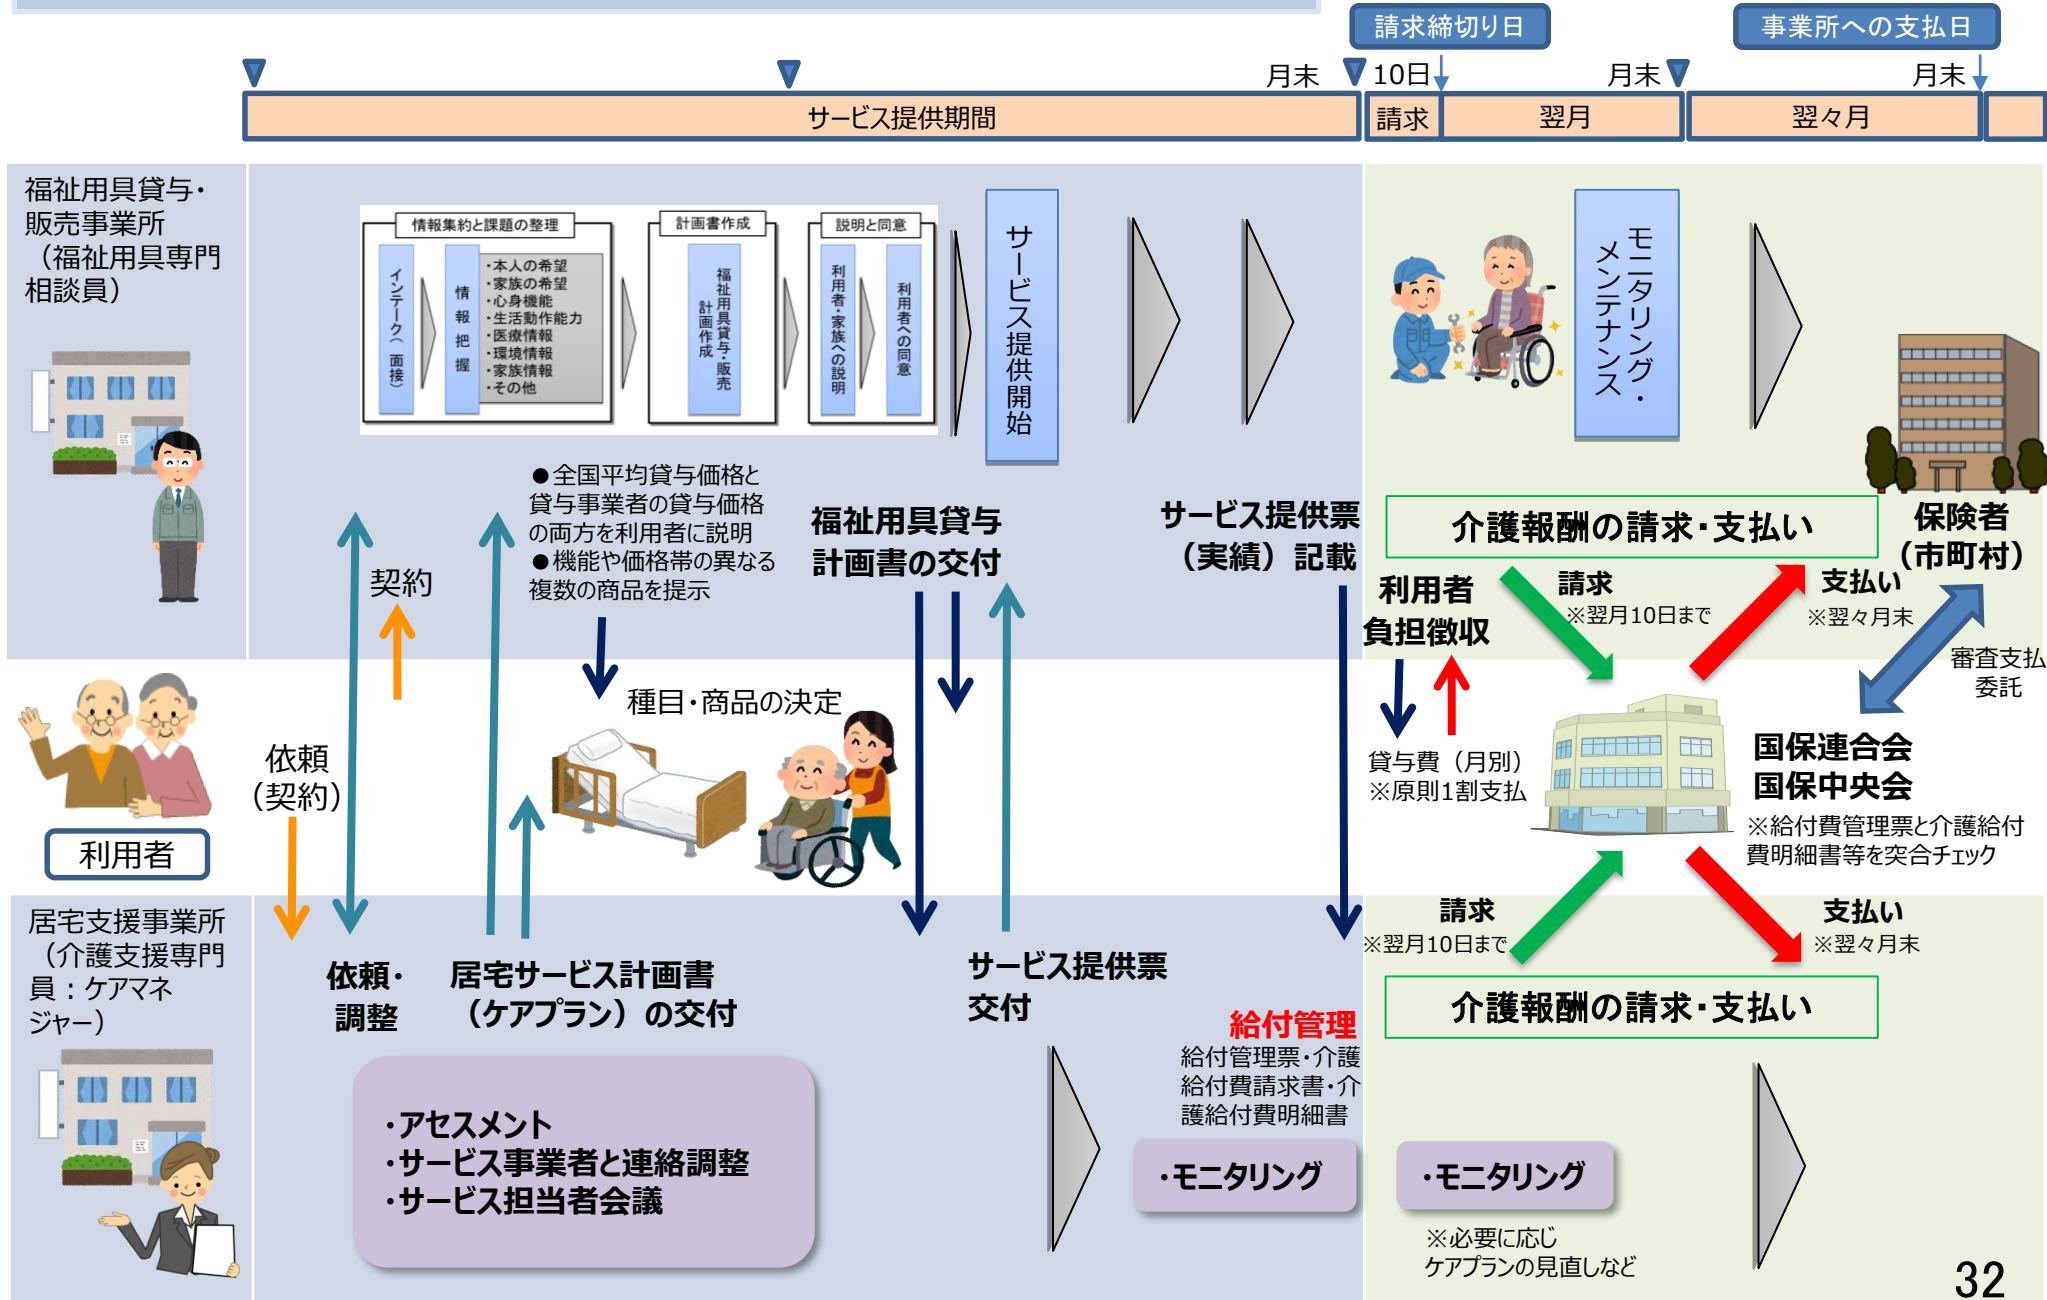 請求締切り日
事業所への支払日
月末
10日
月末
月末
サービス提供期間
請求
翌月
翌々月
福祉用具貸与・
販売事業所
（福祉用具専門
相談員）
情報集約と課題の整理
インテーク（面接）
情報把握
・本人の希望
・家族の希望
・心身機能
・生活動作能力
・医療情報
・環境情報
・家族情報
・その他
計画書作成
福祉用具貸与・販売
計画作成
説明と同意
利用者・家族への説明
利用者への同意
サービス提供開始
モニタリング・
メンテナンス
●全国平均貸与価格と
貸与事業者の貸与価格
の両方を利用者に説明
●機能や価格帯の異なる
複数の商品を提示
福祉用具貸与
計画書の交付
サービス提供票
（実績）記載
介護報酬の請求・支払い
保険者
（市町村）
契約
利用者
負担徴収
請求
※翌月10日まで
支払い
※翌々月末
審査支払
委託
種目・商品の決定
依頼
（契約）
利用者
貸与費（月別）
※原則1割支払
国保連合会
国保中央会
※給付費管理票と介護給付
費明細書等を突合チェック
居宅支援事業所
（介護支援専門
員：ケアマネ
ジャー）
依頼・
調整
居宅サービス計画書
（ケアプラン）の交付
サービス提供票
交付
請求
※翌月10日まで
支払い
※翌々月末
介護報酬の請求・支払い
給付管理
給付管理票・介護
給付費請求書・介
護給付費明細書
・アセスメント
・サービス事業者と連絡調整
・サービス担当者会議
・モニタリング
・モニタリング
※必要に応じ
ケアプランの見直しなど
32